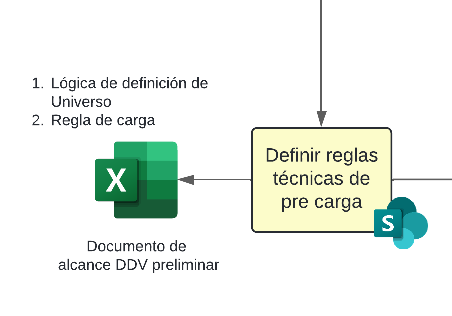 1. Lógica de definición de
Universo
2. Regla de carga
X
Documento de
alcance DDV preliminar
Definir reglas
técnicas de
pre carga
S